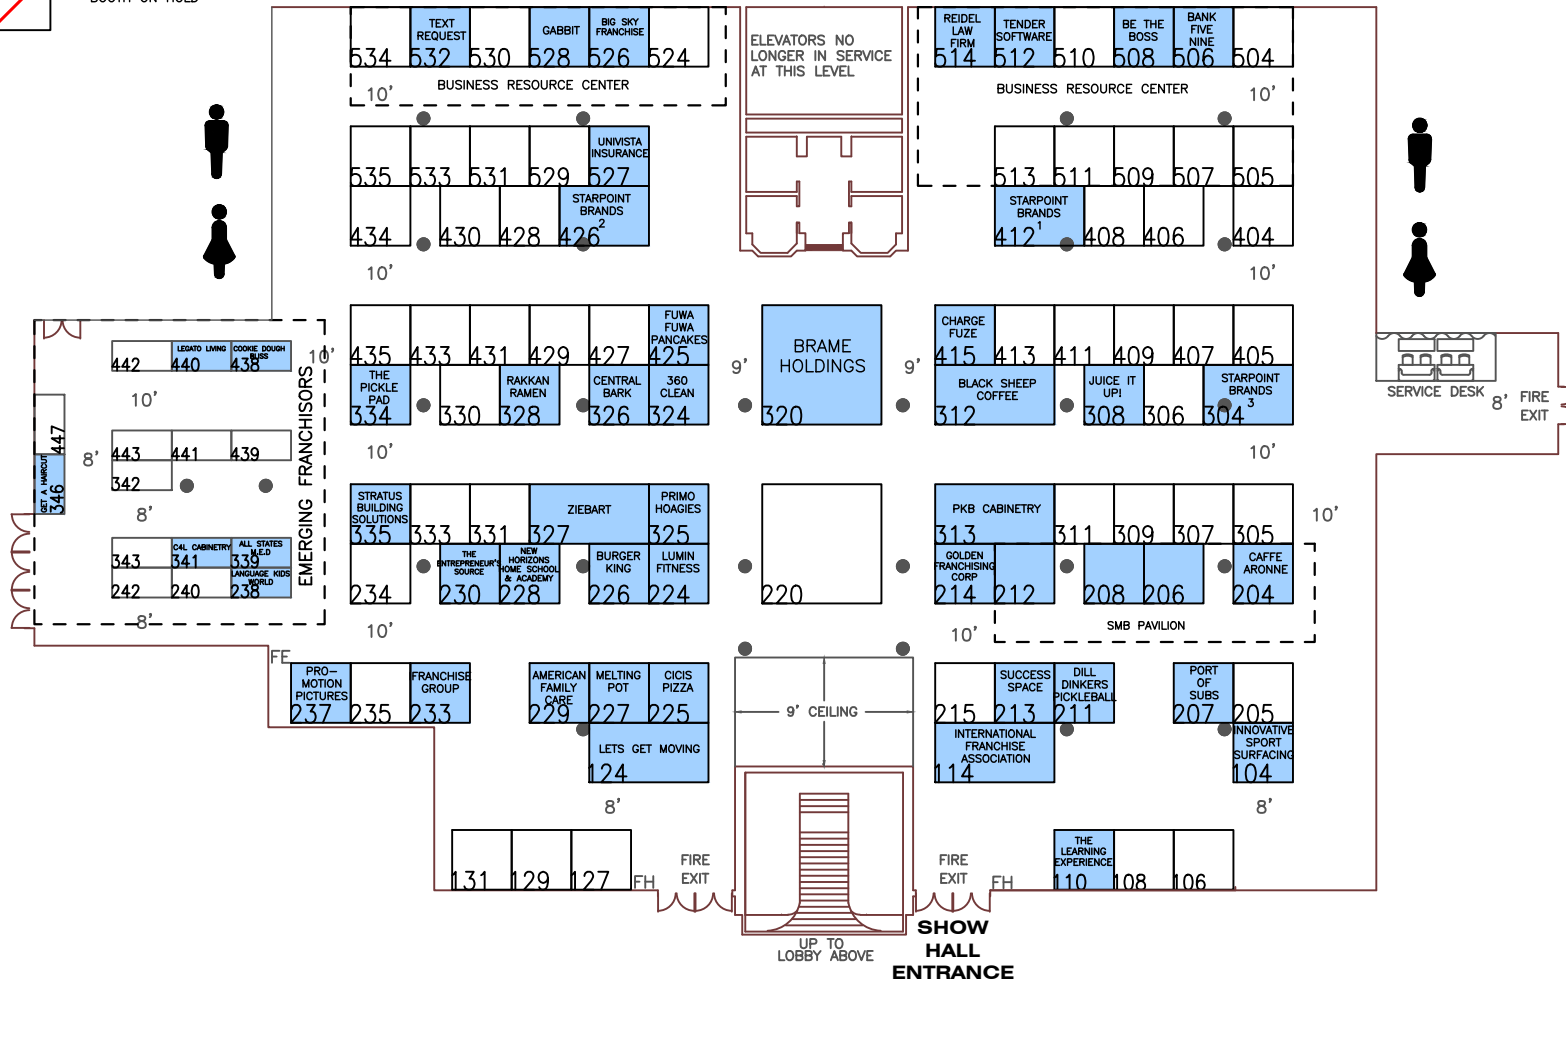 TEXT
REQUEST
GABBIT
BIG SKY
FRANCHISE
534 532 530 528 526 524
BUSINESS RESOURCE CENTER
10'
ELEVATORS NO
LONGER IN SERVICE
AT THIS LEVEL
REIDEL
LAW
FIRM
TENDER
SOFTWARE
BE THE
BOSS
BANK
FIVE
NINE
514 512 510 508 506 504
BUSINESS RESOURCE CENTER
10'
UNIVISTA
INSURANCE
535 533 531 529 527
STARPOINT
BRANDS
2
434 430 428 426
10'
513 511 509 507 505
STARPOINT
BRANDS
1
412 408 406 404
10'
LEGATO LIVING
COOKIE DOUGH
BLISS
442 440 438
10'
10'
447
GET A HAIRCUT
346
8'
443 441 439
342
8'
C4L CABINETRY
ALL STATES
M.E.D
343 341 339
LANGUAGE KIDS
WORLD
242 240 238
8'
EMERGING FRANCHISORS
FUWA
FUWA
PANCAKES
435 433 431 429 427 425
THE
PICKLE
PAD
RAKKAN
RAMEN
CENTRAL
BARK
360
CLEAN
334 330 328 326 324
10'
9'
BRAME
HOLDINGS
320
9'
CHARGE
FUZE
415 413 411 409 407 405
BLACK SHEEP
COFFEE
JUICE IT
UP!
STARPOINT
BRANDS
3
312 308 306 304
10'
SERVICE DESK
8'
FIRE
EXIT
STRATUS
BUILDING
SOLUTIONS
ZIEBART
PRIMO
HOAGIES
335 333 331 327 325
THE
ENTREPRENEUR'S
SOURCE
NEW
HORIZONS
HOME SCHOOL
& ACADEMY
BURGER
KING
LUMIN
FITNESS
234 230 228 226 224
10'
220
PKB CABINETRY
313 311 309 307 305
10'
GOLDEN
FRANCHISING
CORP
CAFFE
ARONNE
214 212 208 206 204
SMB PAVILION
10'
FE
PRO-
MOTION
PICTURES
FRANCHISE
GROUP
237 235 233
AMERICAN
FAMILY
CARE
MELTING
POT
CICIS
PIZZA
229 227 225
LETS GET MOVING
124
8'
9' CEILING
SUCCESS
SPACE
DILL
DINKERS
PICKLEBALL
PORT
OF
SUBS
215 213 211 207 205
INTERNATIONAL
FRANCHISE
ASSOCIATION
114
INNOVATIVE
SPORT
SURFACING
104
8'
131 129 127
FH
FIRE
EXIT
FIRE
EXIT
FH
THE
LEARNING
EXPERIENCE
110 108 106
UP TO
LOBBY ABOVE
SHOW
HALL
ENTRANCE